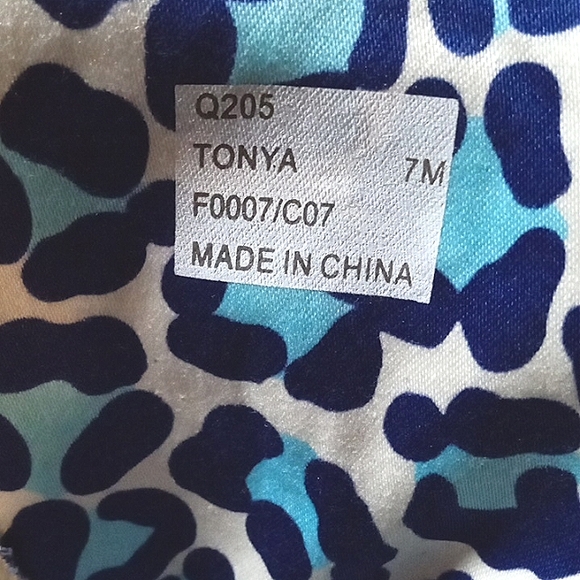 Q205
TONYA 7M
F0007/C07
MADE IN CHINA